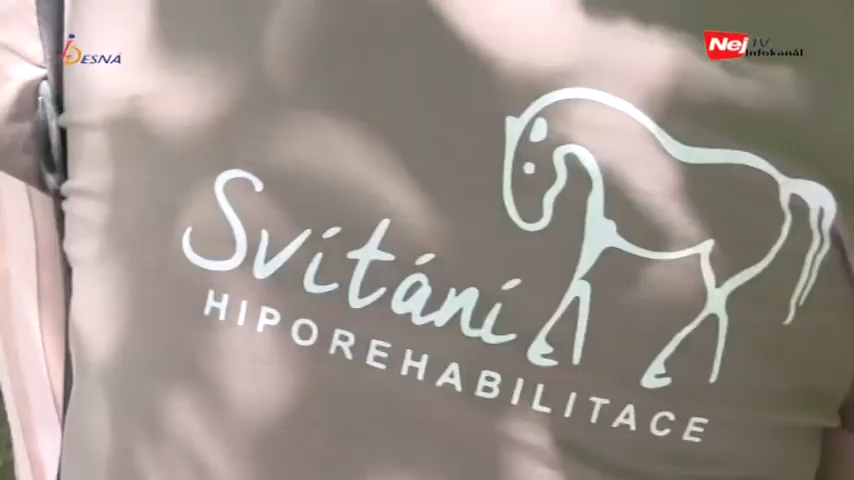 DESNÁ
Nej TV
Infokanál
Svítání
HIPOREHABILITACE